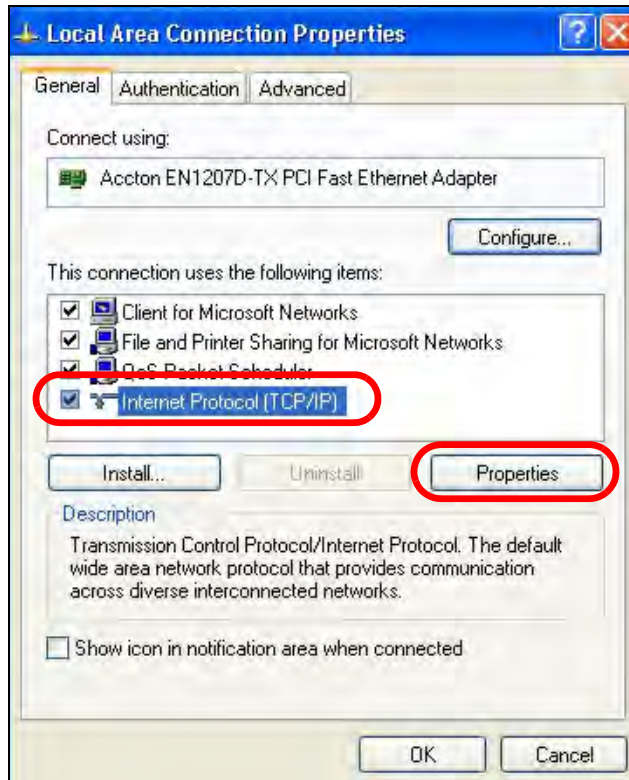 Local Area Connection Properties
General Authentication Advanced
Connect using:
Accton EN1207D-TX PCI Fast Ethernet Adapter
Configure...
This connection uses the following items:
Client for Microsoft Networks
File and Printer Sharing for Microsoft Networks
QoS Packet Scheduler
Internet Protocol (TCP/IP)
Install... Uninstall Properties
Description
Transmission Control Protocol/Internet Protocol. The default
wide area network protocol that provides communication
across diverse interconnected networks.
Show icon in notification area when connected
OK Cancel